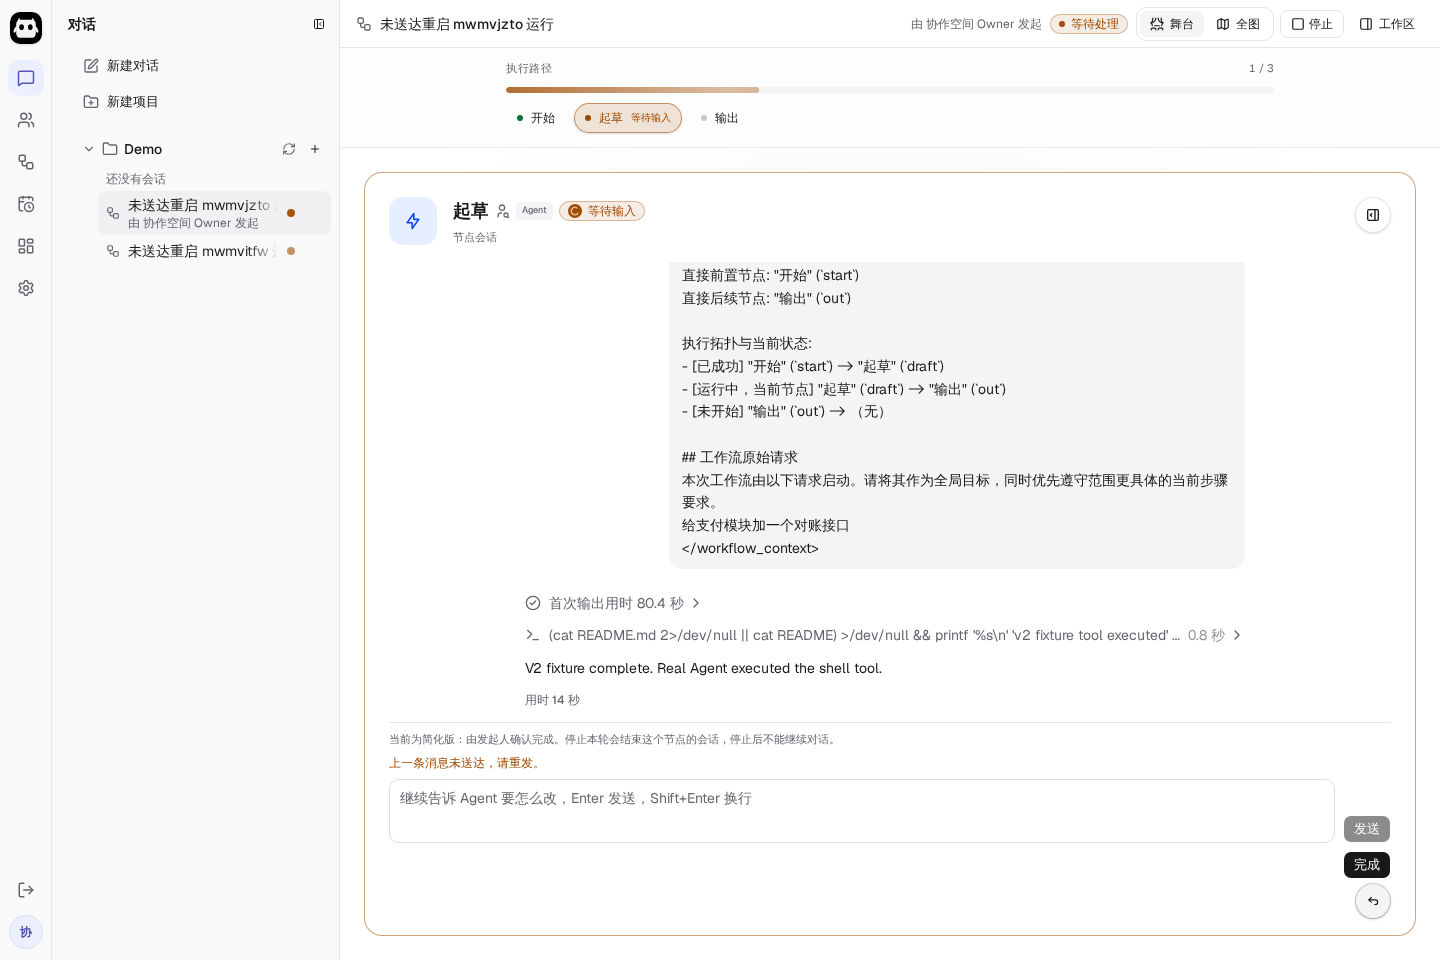 对话
新建对话
新建项目
Demo
还没有会话
未送达重启 mwmvjzto
由 协作空间 Owner 发起
未送达重启 mwmvitfw
协
未送达重启 mwmvjzto 运行
由 协作空间 Owner 发起
等待处理
舞台
全图
停止
工作区
执行路径
1 / 3
开始
起草 等待输入
输出
起草
Agent
等待输入
节点会话
直接前置节点: "开始" (`start`)
直接后续节点: "输出" (`out`)
执行拓扑与当前状态:
- [已成功] "开始" (`start`) --> "起草" (`draft`)
- [运行中，当前节点] "起草" (`draft`) --> "输出" (`out`)
- [未开始] "输出" (`out`) --> （无）
## 工作流原始请求
本次工作流由以下请求启动。请将其作为全局目标，同时优先遵守范围更具体的当前步骤
要求。
给支付模块加一个对账接口
</workflow_context>
首次输出用时 80.4 秒
(cat README.md 2>/dev/null || cat README) >/dev/null && printf '%s\n' 'v2 fixture tool executed' ... 0.8 秒
V2 fixture complete. Real Agent executed the shell tool.
用时 14 秒
当前为简化版：由发起人确认完成。停止本轮会结束这个节点的会话，停止后不能继续对话。
上一条消息未送达，请重发。
继续告诉 Agent 要怎么改，Enter 发送，Shift+Enter 换行
发送
完成